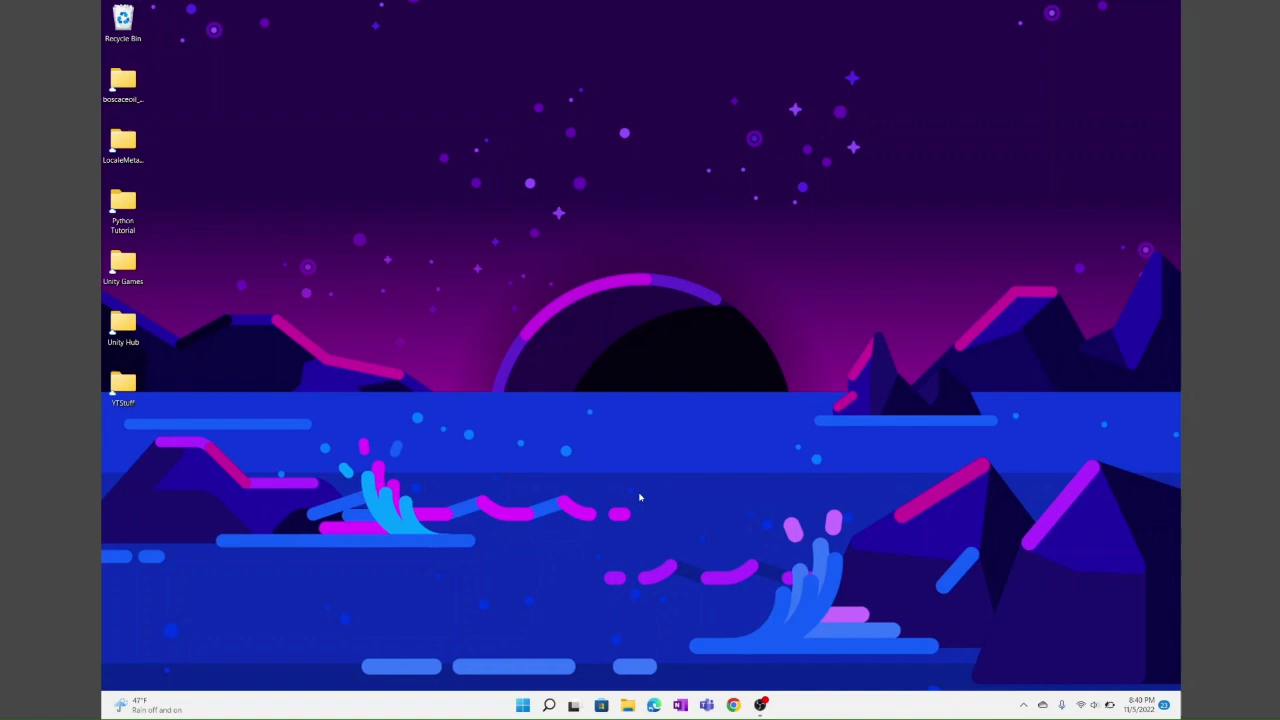 Recycle Bin
boscaceoil_...
LocaleMeta...
Python
Tutorial
Unity Games
Unity Hub
YTStuff
47°F
Rain off and on
8:40 PM
11/5/2022
23